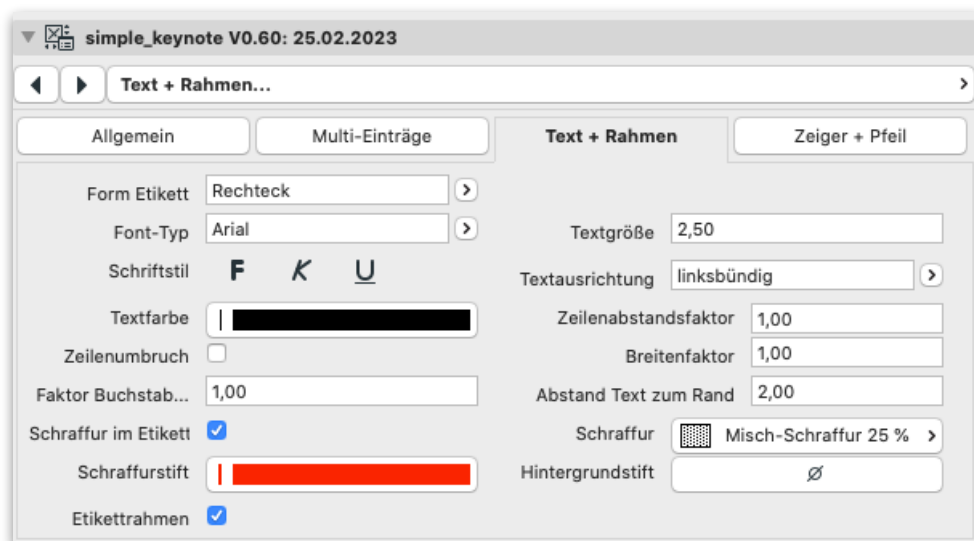 simple_keynote V0.60: 25.02.2023
Text + Rahmen...
Allgemein Multi-Einträge Text + Rahmen Zeiger + Pfeil
Form Etikett Rechteck
Font-Typ Arial Textgröße 2,50
Schriftstil F K U Textausrichtung linksbündig
Textfarbe Zeilenabstandsfaktor 1,00
Zeilenumbruch Breitenfaktor 1,00
Faktor Buchstab... 1,00 Abstand Text zum Rand 2,00
Schraffur im Etikett Schraffur Misch-Schraffur 25 %
Schraffurstift Hintergrundstift
Etikettrahmen